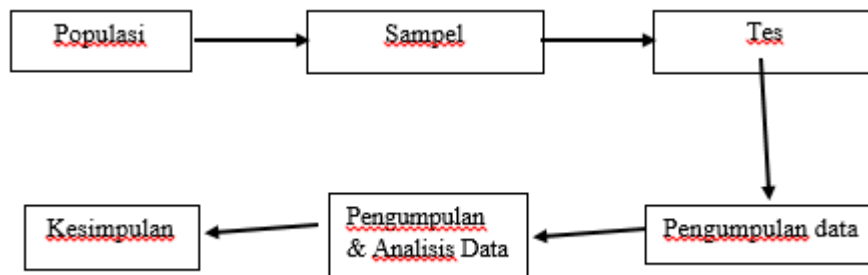 Populasi
Sampel
Tes
Pengumpulan data
Pengumpulan
& Analisis Data
Kesimpulan